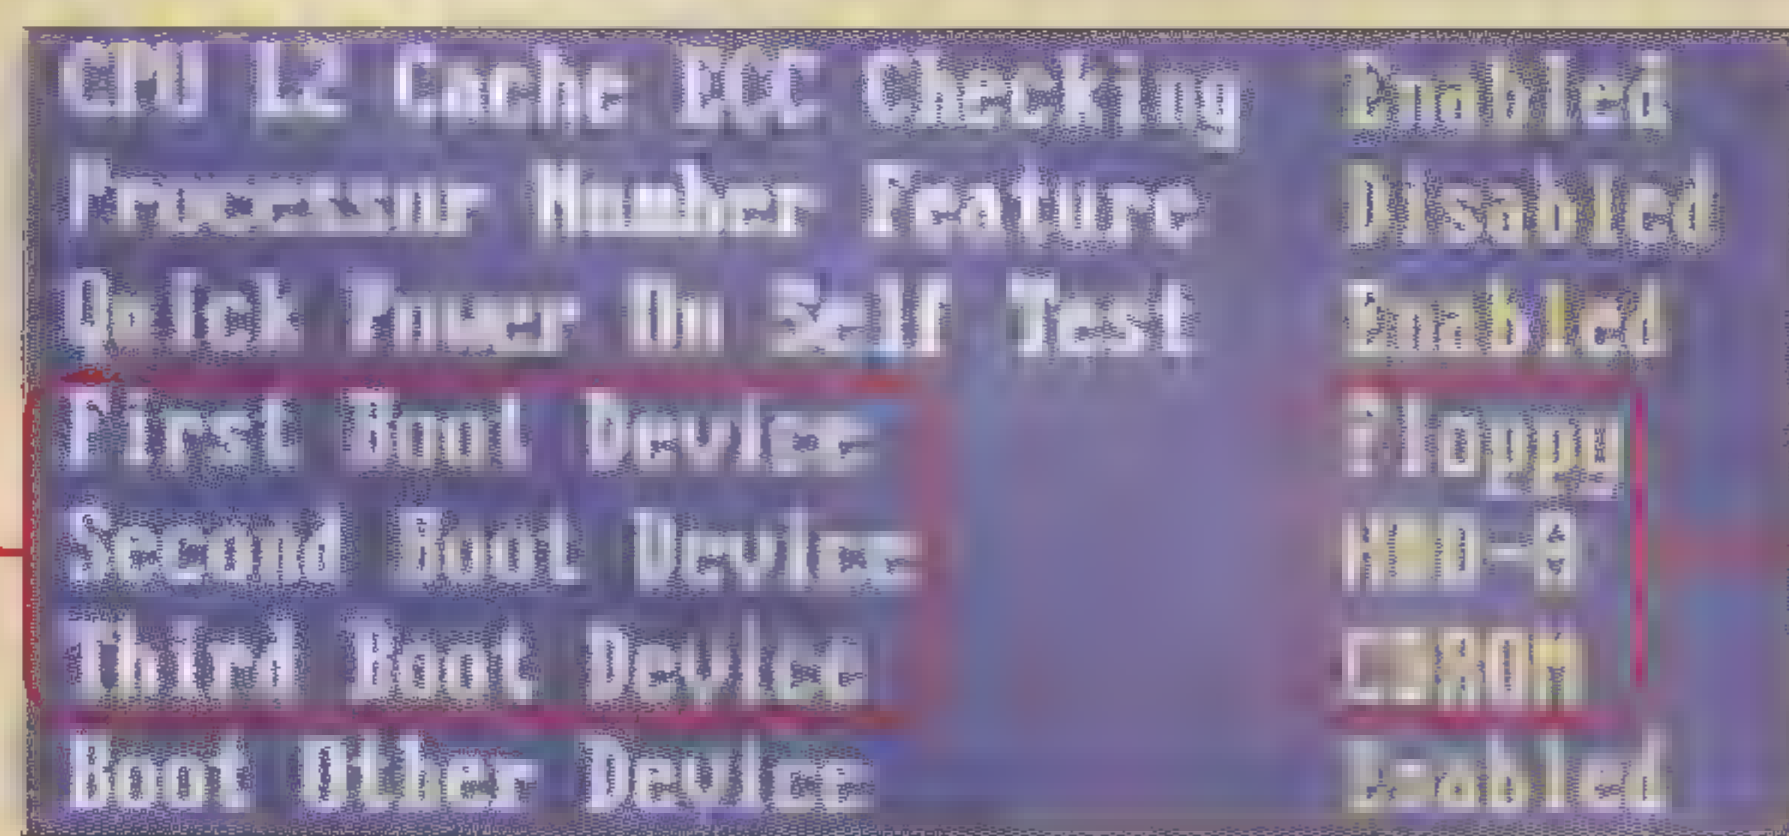 CPU L2 Cache ECC Checking Enabled
Processor Number Feature Disabled
Quick Power On Self Test Enabled
First Boot Device Floppy
Second Boot Device HDD-0
Third Boot Device CDROM
Boot Other Device Enabled